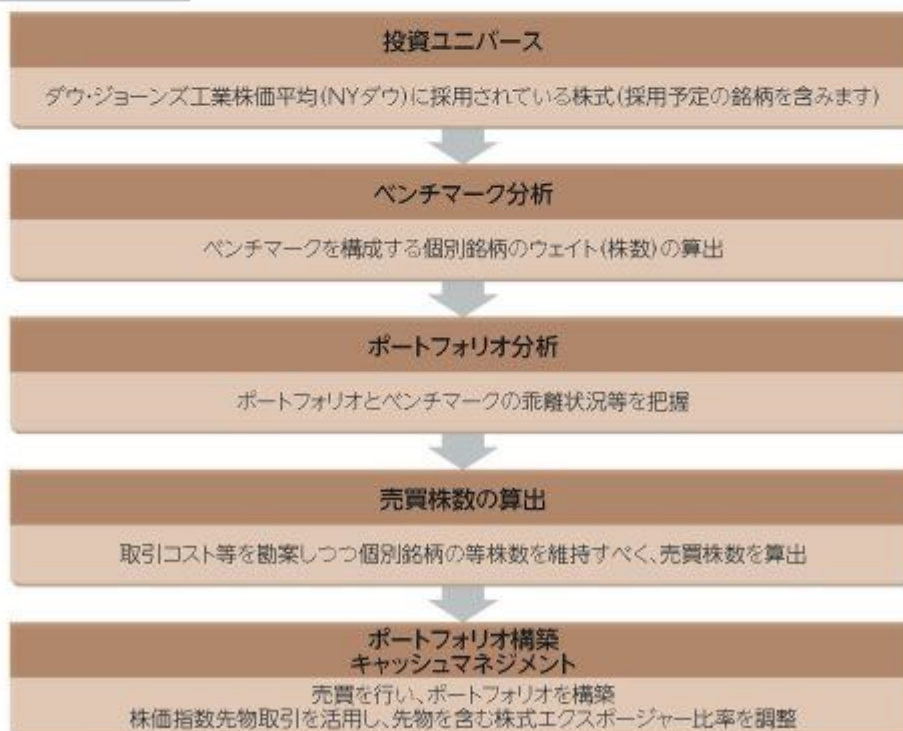 投資ユニバース
ダウ・ジョーンズ工業株価平均(NYダウ)に採用されている株式(採用予定の銘柄を含みます)
ベンチマーク分析
ベンチマークを構成する個別銘柄のウェイト(株数)の算出
ポートフォリオ分析
ポートフォリオとベンチマークの乖離状況等を把握
売買株数の算出
取引コスト等を勘案しつつ個別銘柄の等株数を維持すべく、売買株数を算出
ポートフォリオ構築
キャッシュマネジメント
売買を行い、ポートフォリオを構築
株価指数先物取引を活用し、先物を含む株式エクスポージャー比率を調整